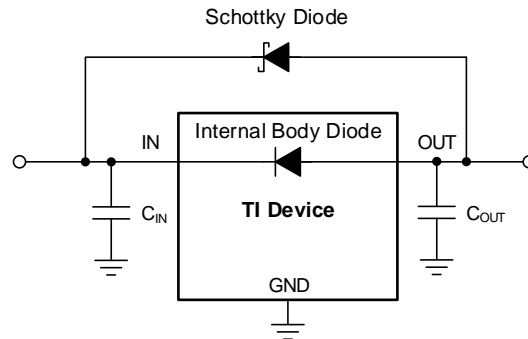 Schottky Diode
Internal Body Diode
IN
OUT
TI Device
CIN
COUT
GND